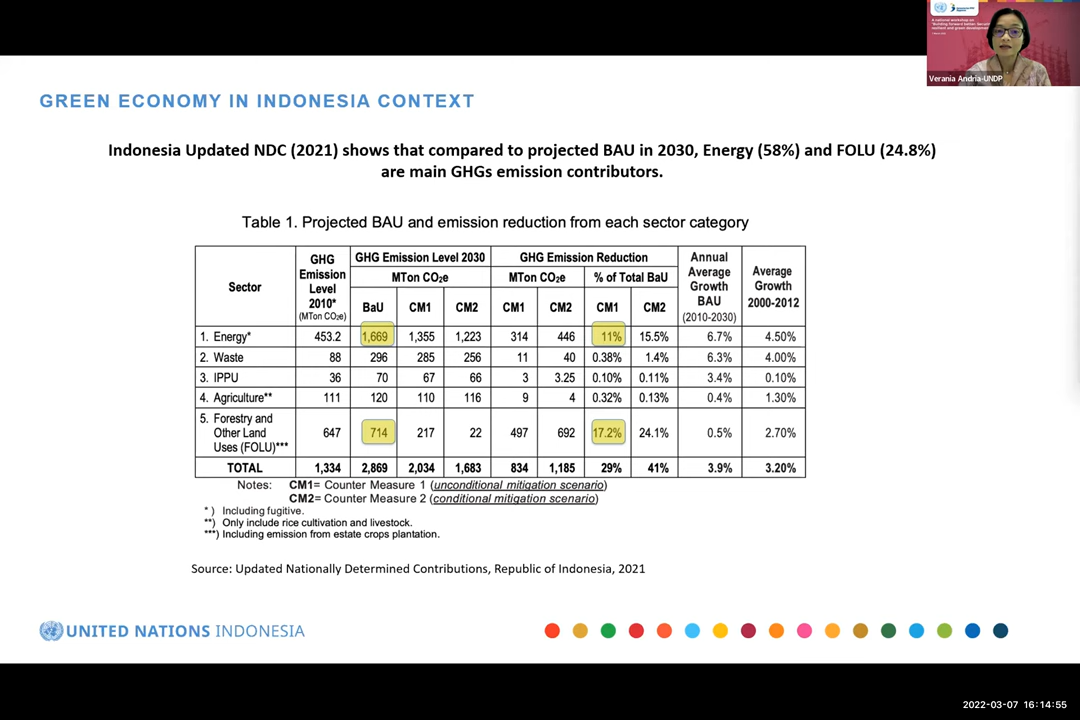 A national workshop on
Verania Andria-UNDP
GREEN ECONOMY IN INDONESIA CONTEXT
Indonesia Updated NDC (2021) shows that compared to projected BAU in 2030, Energy (58%) and FOLU (24.8%)
are main GHGs emission contributors.
Table 1. Projected BAU and emission reduction from each sector category
Sector GHG Emission Level 2010* (MTon CO₂e) GHG Emission Level 2030 GHG Emission Reduction Annual Average Growth BAU (2010-2030) Average Growth 2000-2012
MTon CO₂e MTon CO₂e % of Total BaU
BaU CM1 CM2 CM1 CM2 CM1 CM2
1. Energy* 453.2 1,669 1,355 1,223 314 446 11% 15.5% 6.7% 4.50%
2. Waste 88 296 285 256 11 40 0.38% 1.4% 6.3% 4.00%
3. IPPU 36 70 67 66 3 3.25 0.10% 0.11% 3.4% 0.10%
4. Agriculture** 111 120 110 116 9 4 0.32% 0.13% 0.4% 1.30%
5. Forestry and Other Land Uses (FOLU)*** 647 714 217 22 497 692 17.2% 24.1% 0.5% 2.70%
TOTAL 1,334 2,869 2,034 1,683 834 1,185 29% 41% 3.9% 3.20%
Notes: CM1= Counter Measure 1 (unconditional mitigation scenario)
CM2= Counter Measure 2 (conditional mitigation scenario)
* ) Including fugitive.
**) Only include rice cultivation and livestock.
***) Including emission from estate crops plantation.
Source: Updated Nationally Determined Contributions, Republic of Indonesia, 2021
UNITED NATIONS INDONESIA
2022-03-07 16:14:55